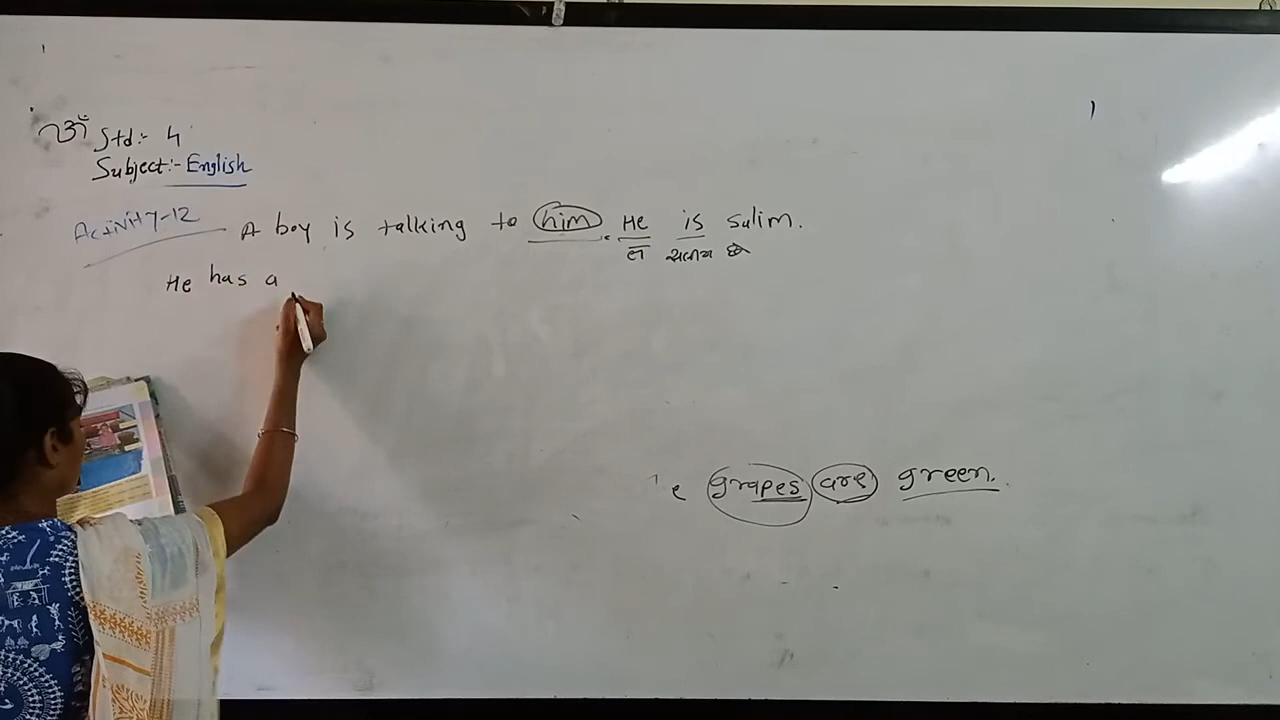 ૐ Std:- 4
Subject:- English
Activity-12 A boy is talking to him. He is Salim.
સલીમ છે
He has a
grapes are green.